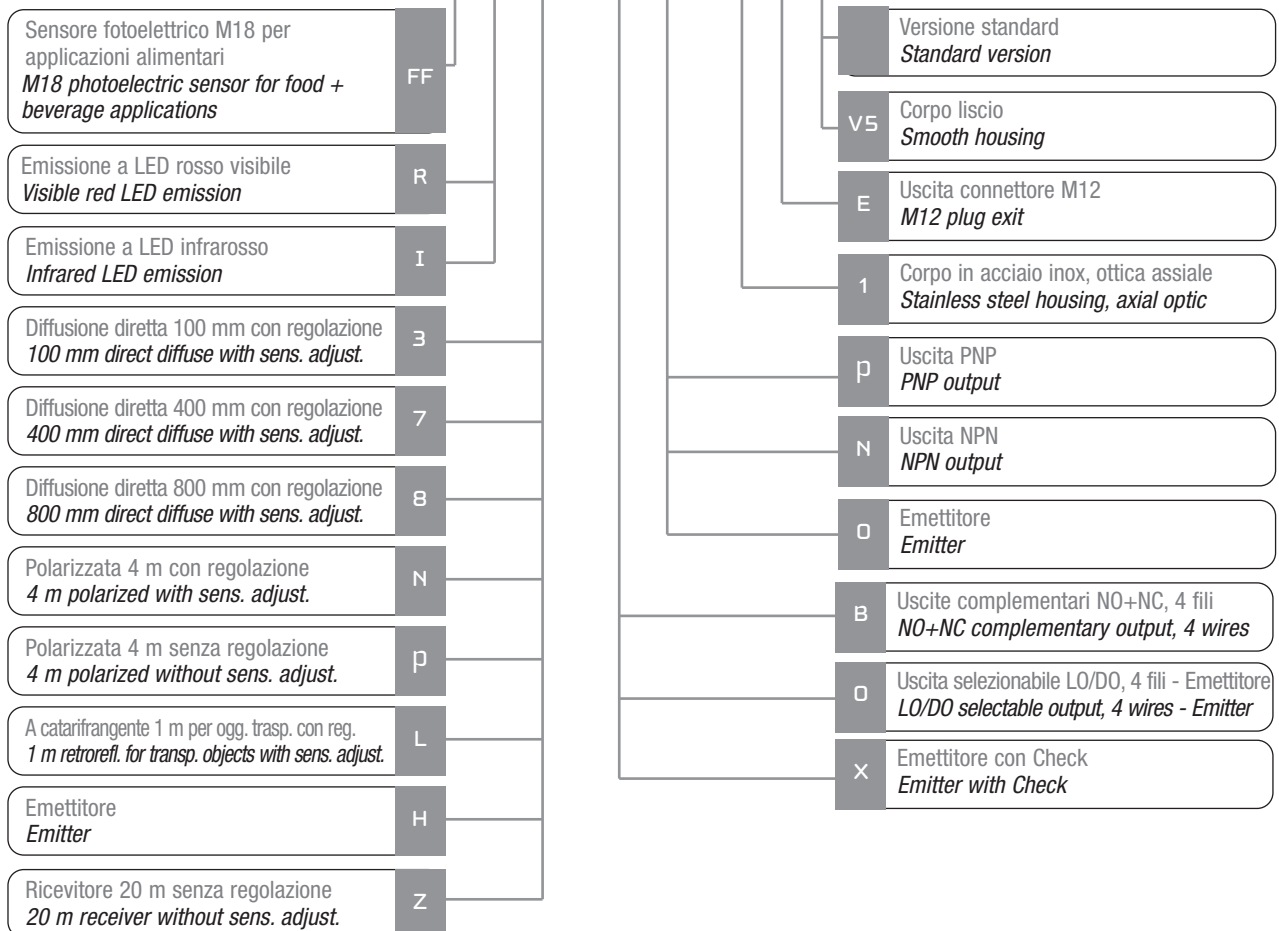 Sensore fotoelettrico M18 per
applicazioni alimentari
M18 photoelectric sensor for food +
beverage applications
FF
Emissione a LED rosso visibile
Visible red LED emission
R
Emissione a LED infrarosso
Infrared LED emission
I
Diffusione diretta 100 mm con regolazione
100 mm direct diffuse with sens. adjust.
3
Diffusione diretta 400 mm con regolazione
400 mm direct diffuse with sens. adjust.
7
Diffusione diretta 800 mm con regolazione
800 mm direct diffuse with sens. adjust.
8
Polarizzata 4 m con regolazione
4 m polarized with sens. adjust.
N
Polarizzata 4 m senza regolazione
4 m polarized without sens. adjust.
P
A catarifrangente 1 m per ogg. trasp. con reg.
1 m retrorefl. for transp. objects with sens. adjust.
L
Emettitore
Emitter
H
Ricevitore 20 m senza regolazione
20 m receiver without sens. adjust.
Z
Versione standard
Standard version
V5
Corpo liscio
Smooth housing
E
Uscita connettore M12
M12 plug exit
1
Corpo in acciaio inox, ottica assiale
Stainless steel housing, axial optic
P
Uscita PNP
PNP output
N
Uscita NPN
NPN output
0
Emettitore
Emitter
B
Uscite complementari NO+NC, 4 fili
NO+NC complementary output, 4 wires
0
Uscita selezionabile LO/DO, 4 fili - Emettitore
LO/DO selectable output, 4 wires - Emitter
X
Emettitore con Check
Emitter with Check